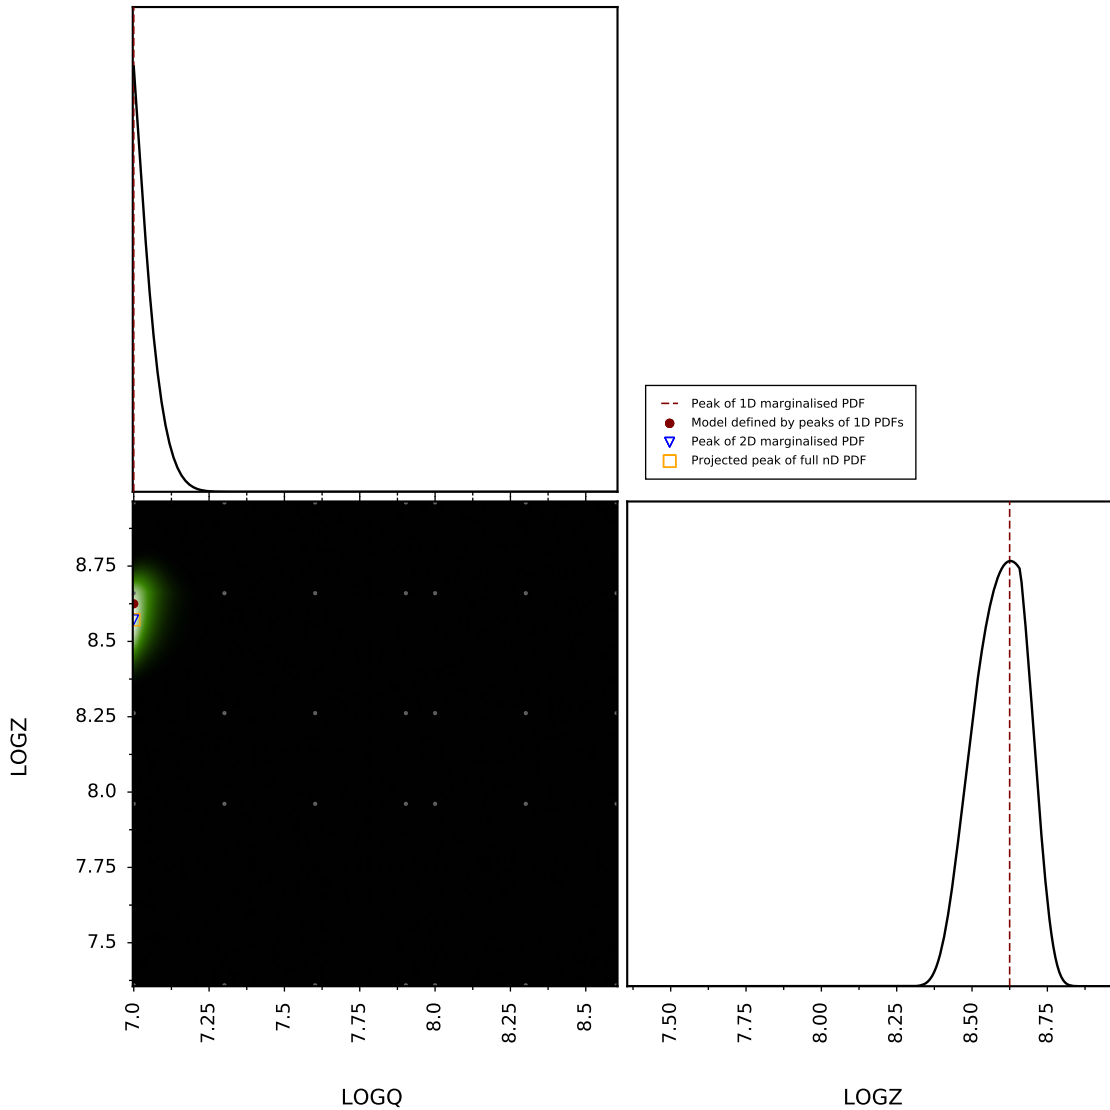 Peak of 1D marginalised PDF
Model defined by peaks of 1D PDFs
Peak of 2D marginalised PDF
Projected peak of full nD PDF
8.75
8.5
8.25
8.0
7.75
7.5
LOGZ
7.0 7.25 7.5 7.75 8.0 8.25 8.5
7.50 7.75 8.00 8.25 8.50 8.75
LOGQ LOGZ